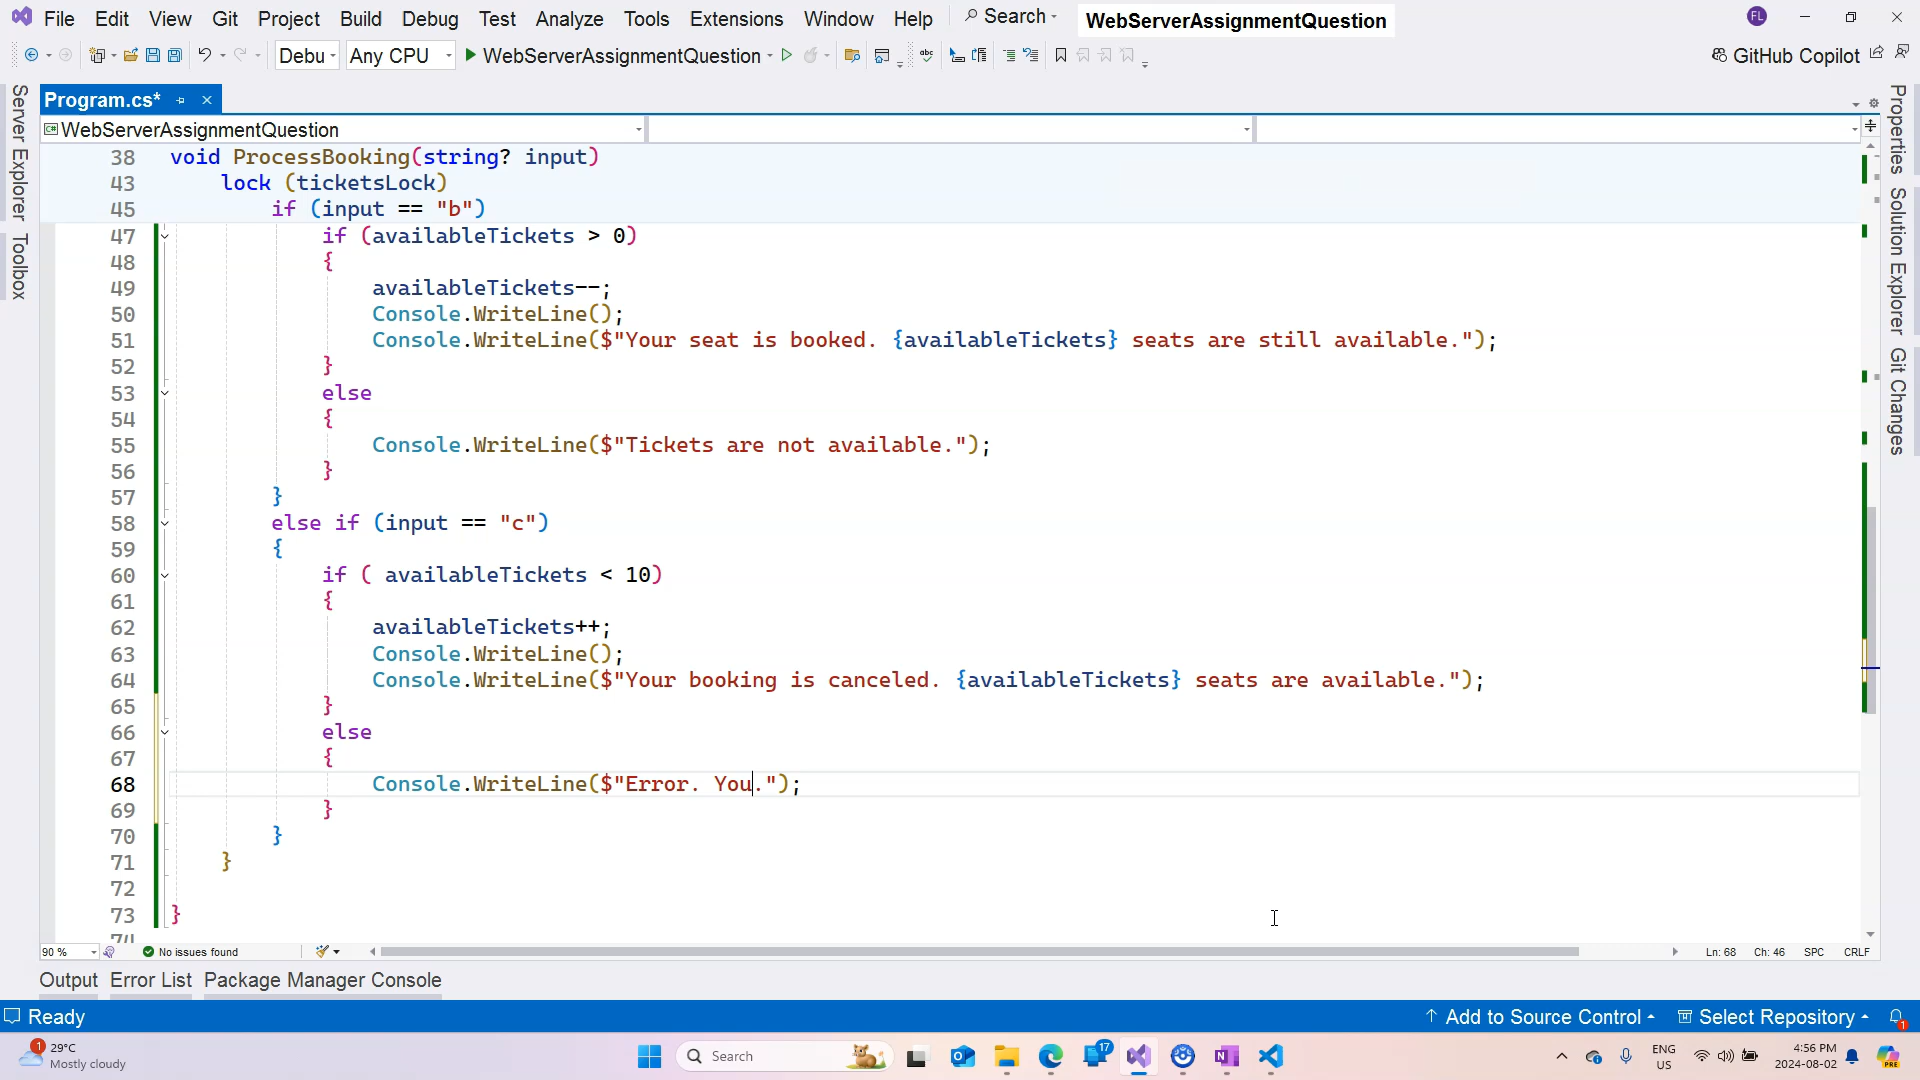 File Edit View Git Project Build Debug Test Analyze Tools Extensions Window Help Search WebServerAssignmentQuestion FL
Debu Any CPU WebServerAssignmentQuestion abc GitHub Copilot
Program.cs*
WebServerAssignmentQuestion
38 void ProcessBooking(string? input)
43 lock (ticketsLock)
45 if (input == "b")
47 if (availableTickets > 0)
48 {
49 availableTickets--;
50 Console.WriteLine();
51 Console.WriteLine($"Your seat is booked. {availableTickets} seats are still available.");
52 }
53 else
54 {
55 Console.WriteLine($"Tickets are not available.");
56 }
57 }
58 else if (input == "c")
59 {
60 if ( availableTickets < 10)
61 {
62 availableTickets++;
63 Console.WriteLine();
64 Console.WriteLine($"Your booking is canceled. {availableTickets} seats are available.");
65 }
66 else
67 {
68 Console.WriteLine($"Error. You.");
69 }
70 }
71 }
72
73 }
74
Server Explorer
Toolbox
Properties
Solution Explorer
Git Changes
90 % No issues found Ln: 68 Ch: 46 SPC CRLF
Output Error List Package Manager Console
Ready Add to Source Control Select Repository 1
1 29°C
Mostly cloudy
Search
17
ENG
US
4:56 PM
2024-08-02
PRE